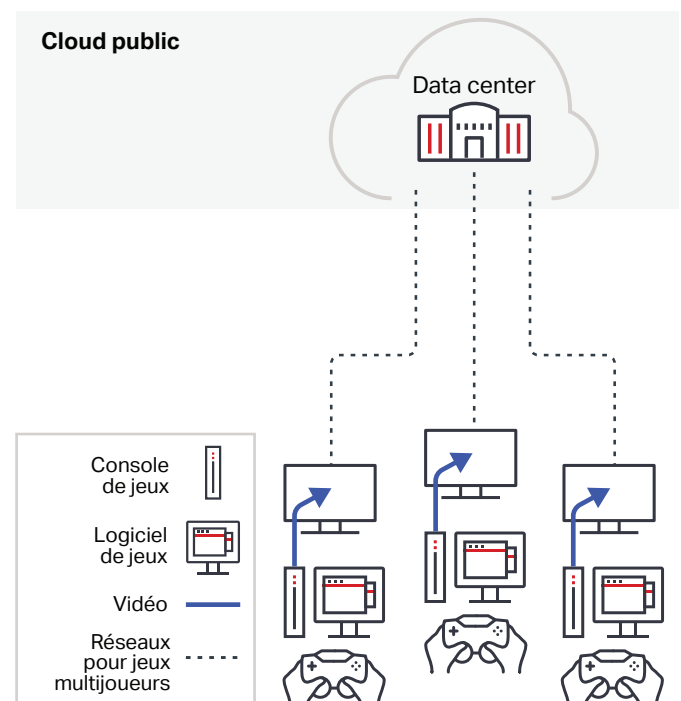 Cloud public
Data center
Console
de jeux
Logiciel
de jeux
Vidéo
Réseaux
pour jeux
multijoueurs